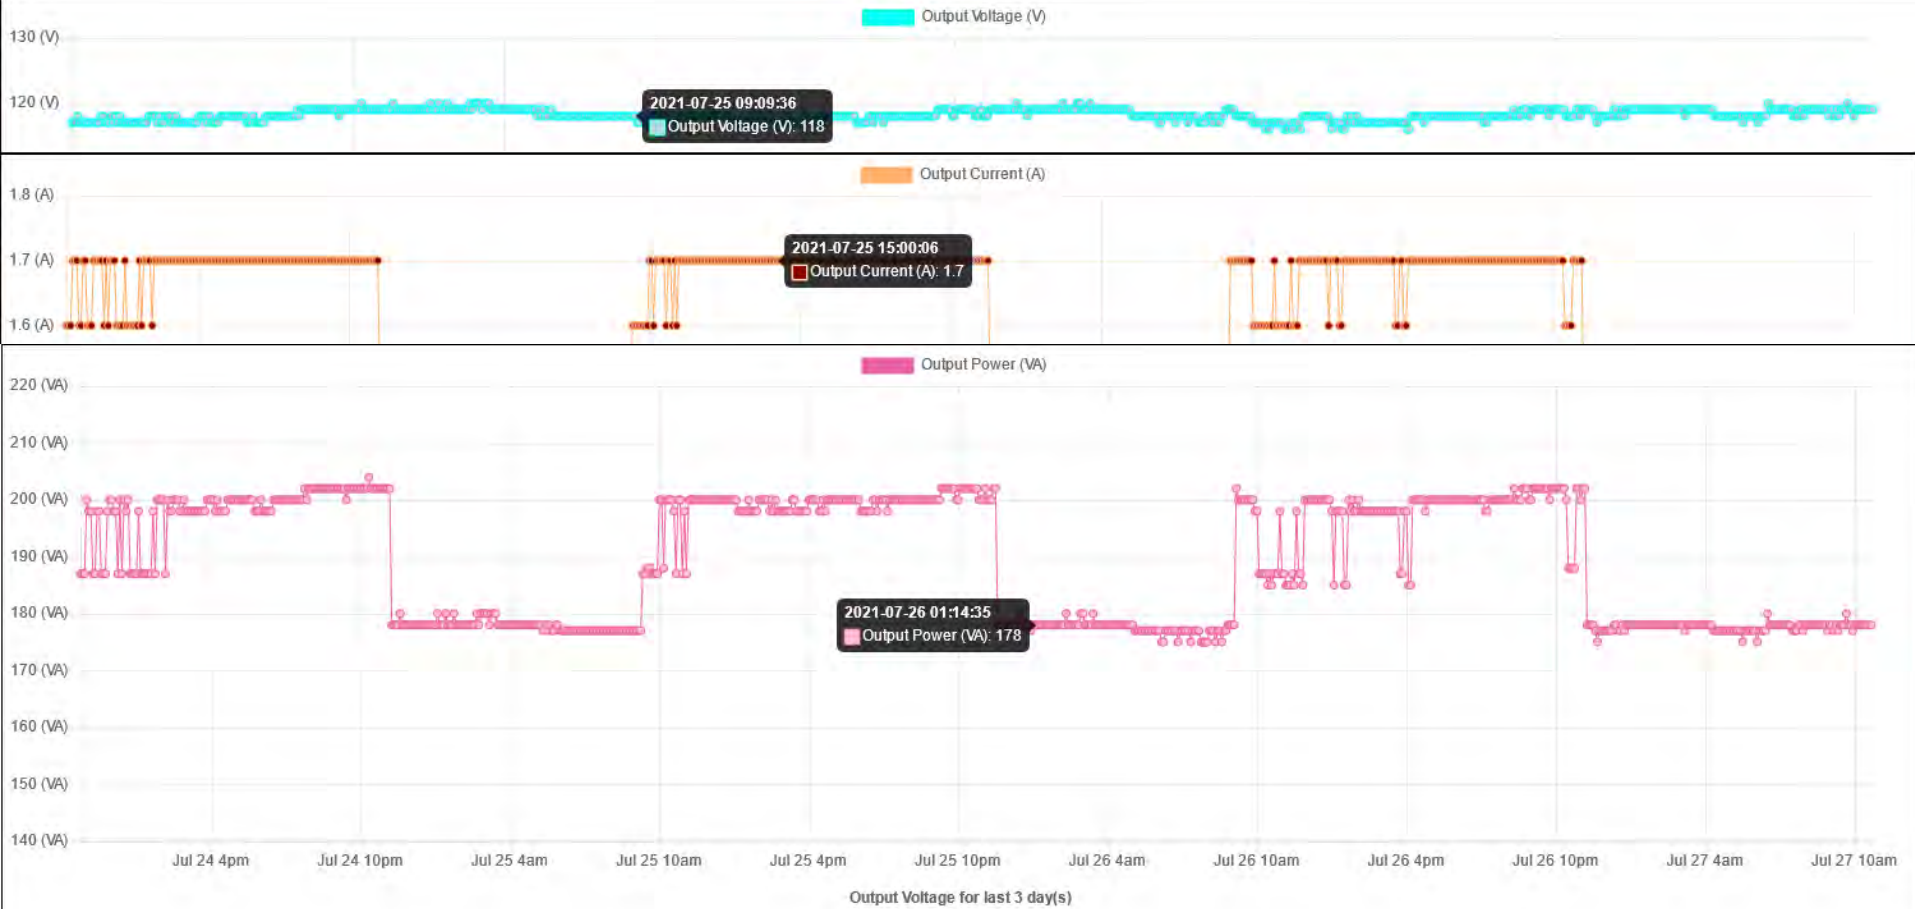 Output Voltage (V)
130 (V)
120 (V)
2021-07-25 09:09:36
Output Voltage (V): 118
Output Current (A)
1.8 (A)
1.7 (A)
2021-07-25 15:00:06
Output Current (A): 1.7
1.6 (A)
Output Power (VA)
220 (VA)
210 (VA)
200 (VA)
190 (VA)
180 (VA)
2021-07-26 01:14:35
Output Power (VA): 178
170 (VA)
160 (VA)
150 (VA)
140 (VA)
Jul 24 4pm Jul 24 10pm Jul 25 4am Jul 25 10am Jul 25 4pm Jul 25 10pm Jul 26 4am Jul 26 10am Jul 26 4pm Jul 26 10pm Jul 27 4am Jul 27 10am
Output Voltage for last 3 day(s)